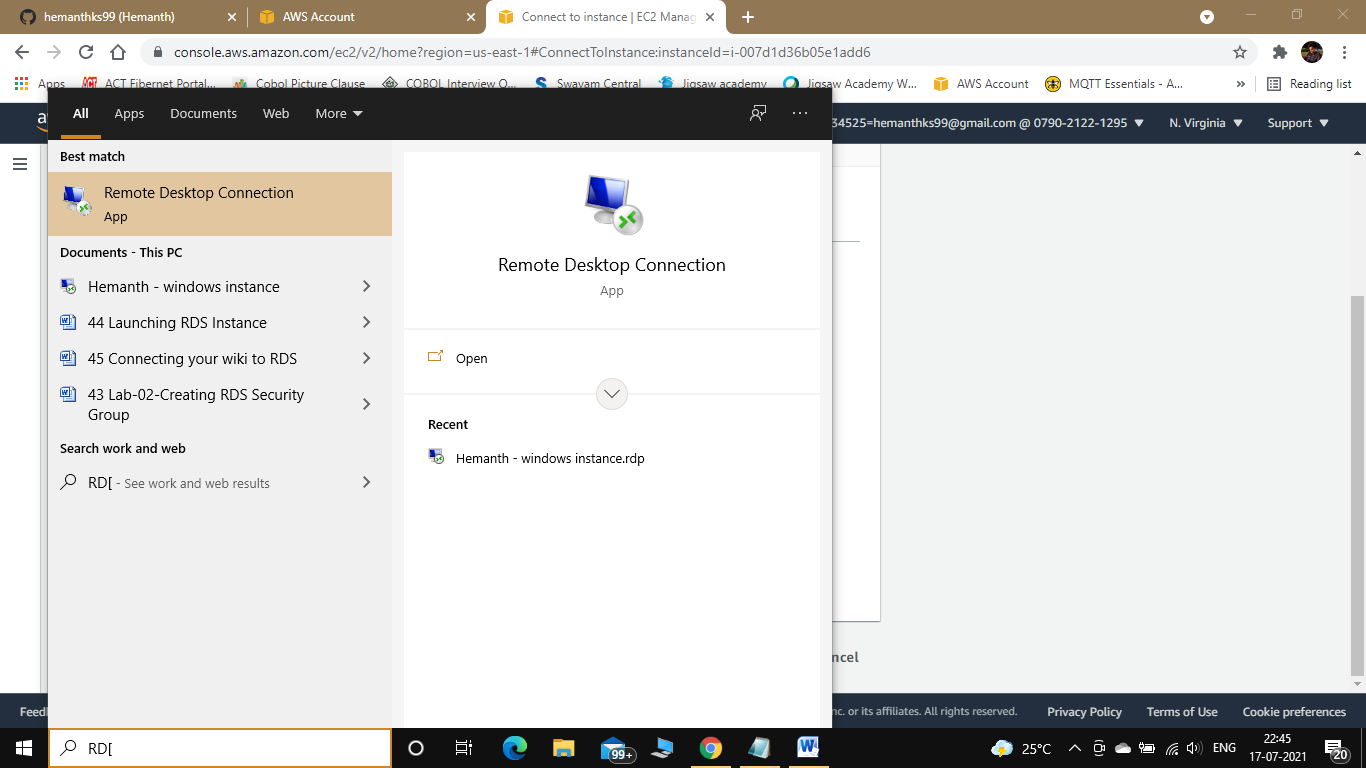 hemanthks99 (Hemanth)
AWS Account
Connect to instance | EC2 Manag
console.aws.amazon.com/ec2/v2/home?region=us-east-1#ConnectToInstance:instanceId=i-007d1d36b05e1add6
Apps
ACT Fibernet Portal...
Cobol Picture Clause
COBOL Interview Q...
Swayam Central
Jigsaw academy
Jigsaw Academy W...
AWS Account
MQTT Essentials - A...
»
Reading list
34525=hemanthks99@gmail.com @ 0790-2122-1295
N. Virginia
Support
All
Apps
Documents
Web
More
Best match
Remote Desktop Connection
App
Documents - This PC
Hemanth - windows instance
44 Launching RDS Instance
45 Connecting your wiki to RDS
43 Lab-02-Creating RDS Security
Group
Search work and web
RD[ - See work and web results
Remote Desktop Connection
App
Open
Recent
Hemanth - windows instance.rdp
ncel
Feed
nc. or its affiliates. All rights reserved.
Privacy Policy
Terms of Use
Cookie preferences
RD[
99+
25°C
ENG
22:45
17-07-2021
20